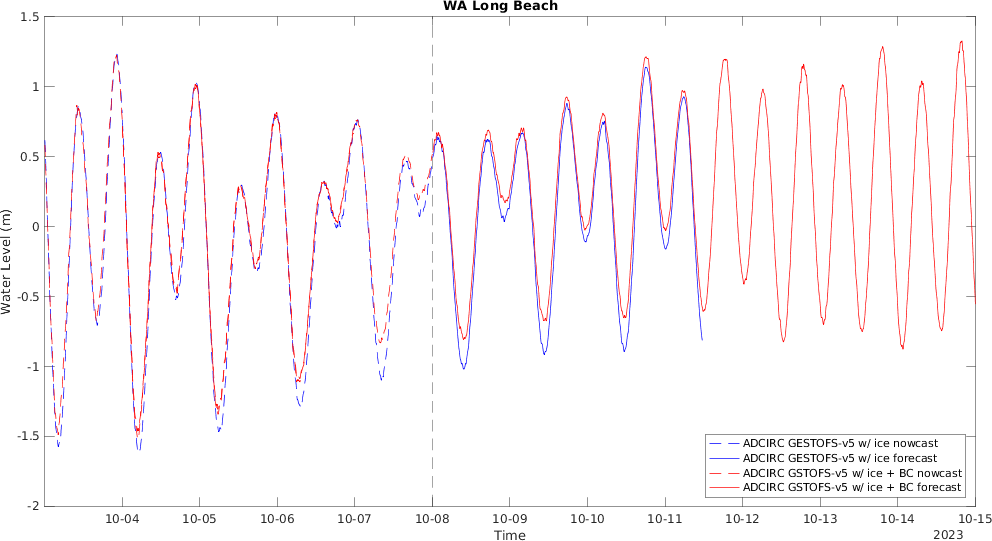 WA Long Beach
1.5
1
0.5
0
-0.5
-1
-1.5
-2
Water Level (m)
10-04 10-05 10-06 10-07 10-08 10-09 10-10 10-11 10-12 10-13 10-14 10-15
Time
2023
ADCIRC GESTOFS-v5 w/ ice nowcast
ADCIRC GESTOFS-v5 w/ ice forecast
ADCIRC GSTOFS-v5 w/ ice + BC nowcast
ADCIRC GSTOFS-v5 w/ ice + BC forecast